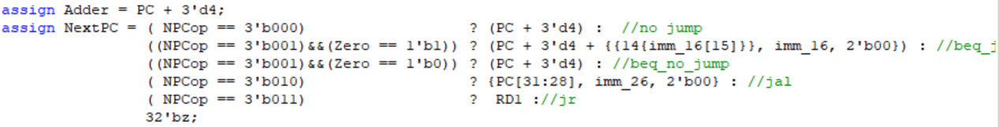 assign Adder = PC + 3'd4;
assign NextPC = ( NPCop == 3'b000) ? (PC + 3'd4) : //no jump
((NPCop == 3'b001)&&(Zero == 1'b1)) ? (PC + 3'd4 + {{14{imm_16[15]}}, imm_16, 2'b00}) : //beq_j
((NPCop == 3'b001)&&(Zero == 1'b0)) ? (PC + 3'd4) : //beq_no_jump
( NPCop == 3'b010) ? {PC[31:28], imm_26, 2'b00} : //jal
( NPCop == 3'b011) ? RD1 ://jr
32'bz;